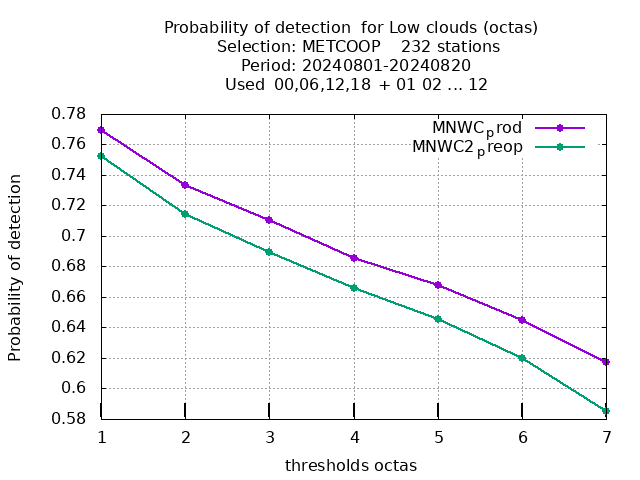 Probability of detection  for Low clouds (octas)
Selection: METCOOP    232 stations
Period: 20240801-20240820
Used  00,06,12,18 + 01 02 ... 12
0.78
0.76
0.74
0.72
0.7
0.68
0.66
0.64
0.62
0.6
0.58
Probability of detection
MNWCprod
MNWC2preop
1 2 3 4 5 6 7
thresholds octas